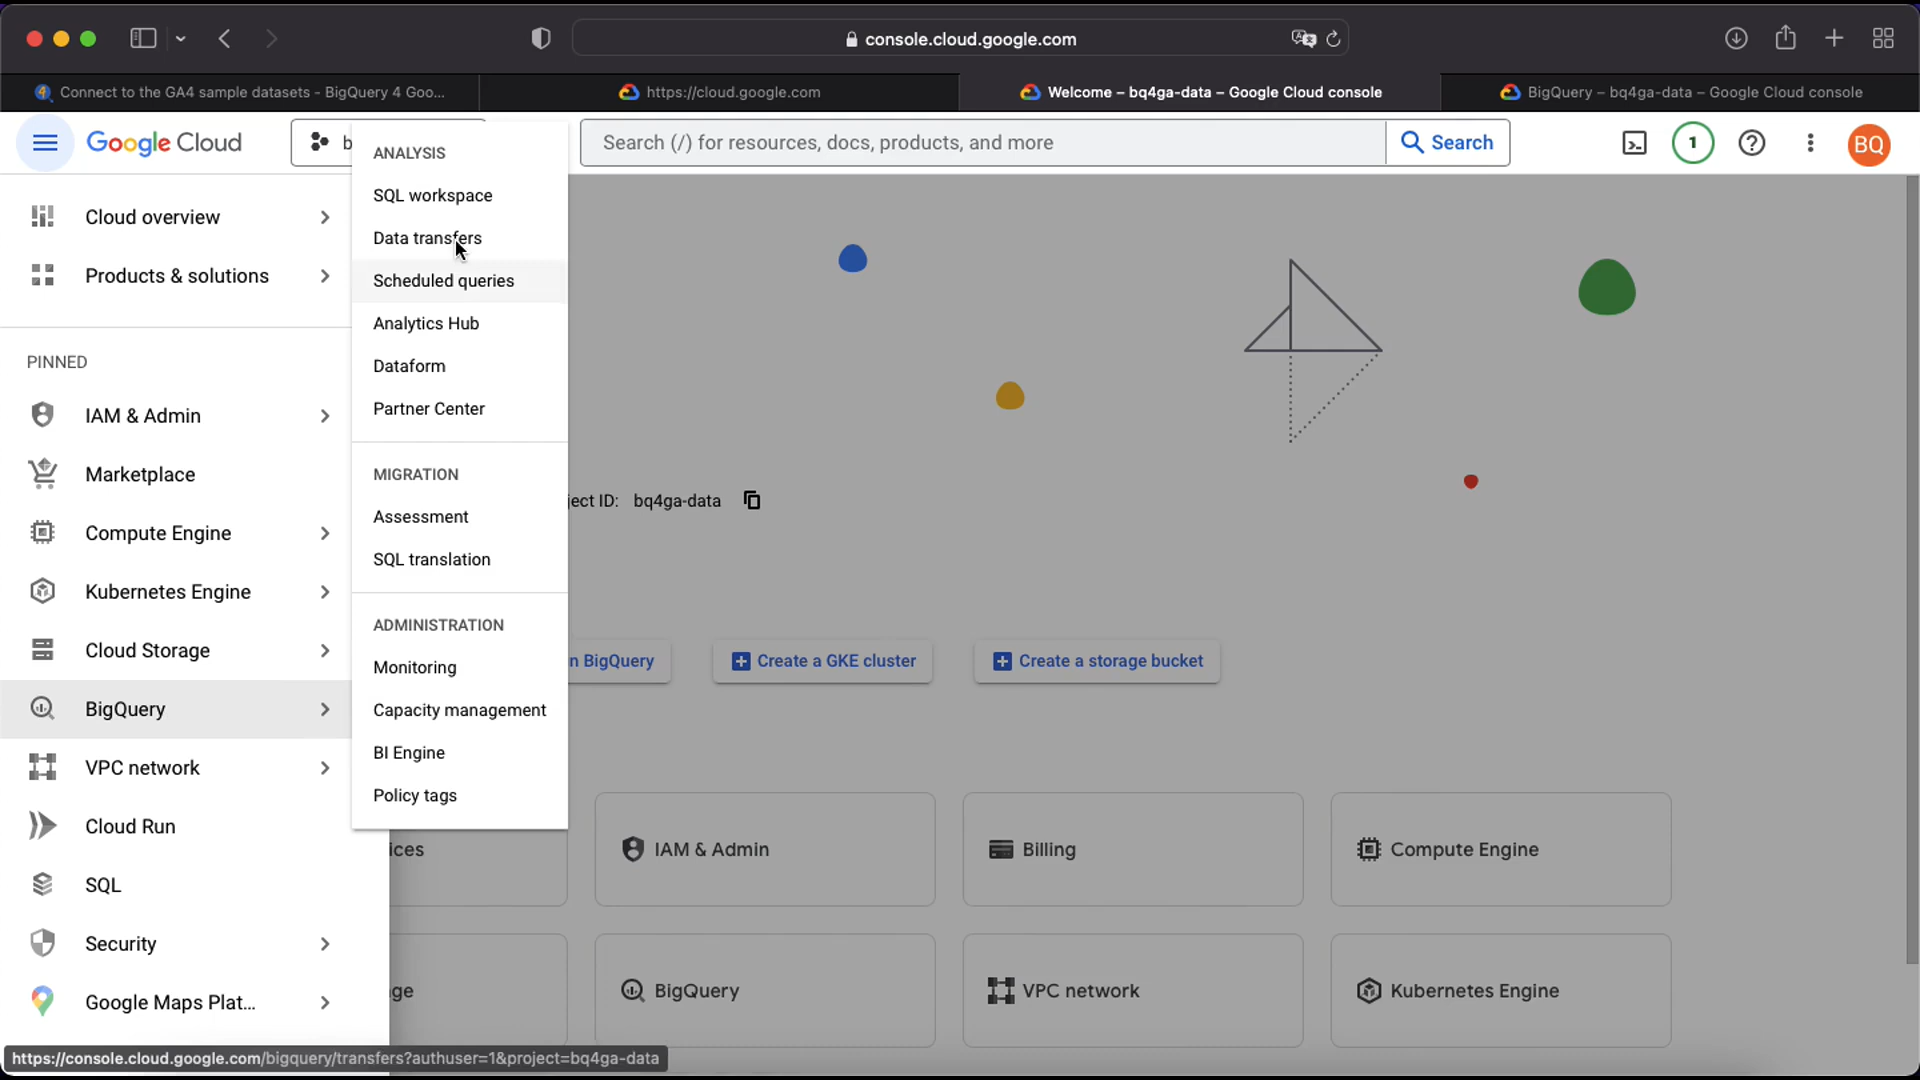 console.cloud.google.com
Connect to the GA4 sample datasets - BigQuery 4 Goo...
https://cloud.google.com
Welcome – bq4ga-data – Google Cloud console
BigQuery – bq4ga-data – Google Cloud console
Google Cloud
b
Search (/) for resources, docs, products, and more
Search
1
BQ
Cloud overview
Products & solutions
PINNED
IAM & Admin
Marketplace
Compute Engine
Kubernetes Engine
Cloud Storage
BigQuery
VPC network
Cloud Run
SQL
Security
Google Maps Plat...
ANALYSIS
SQL workspace
Data transfers
Scheduled queries
Analytics Hub
Dataform
Partner Center
MIGRATION
Assessment
SQL translation
ADMINISTRATION
Monitoring
Capacity management
BI Engine
Policy tags
ject ID: bq4ga-data
n BigQuery
Create a GKE cluster
Create a storage bucket
ices
IAM & Admin
Billing
Compute Engine
ge
BigQuery
VPC network
Kubernetes Engine
https://console.cloud.google.com/bigquery/transfers?authuser=1&project=bq4ga-data